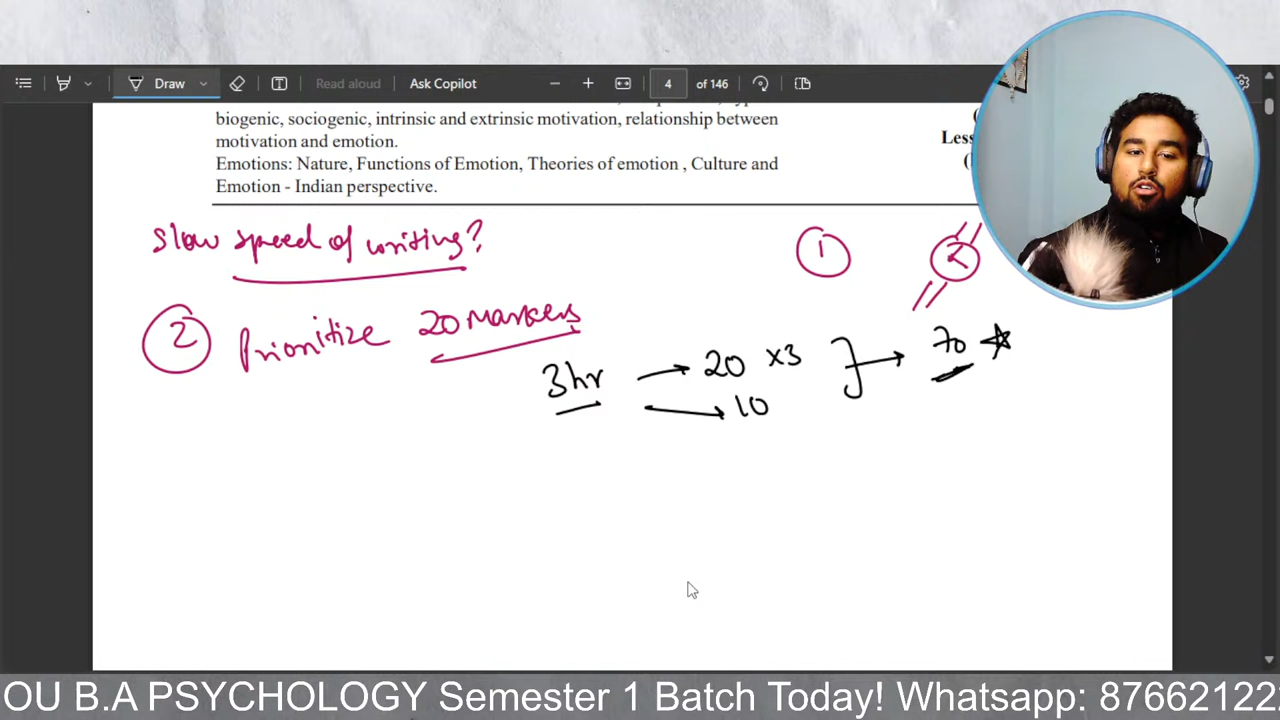 Draw
Read aloud
Ask Copilot
4
of 146
biogenic, sociogenic, intrinsic and extrinsic motivation, relationship between
motivation and emotion.
Less
Emotions: Nature, Functions of Emotion, Theories of emotion , Culture and
Emotion - Indian perspective.
Slow speed of writing?
1
2
2 Prioritize 20 Markers
3hr → 20 x3 → 70
→ 10
OU B.A PSYCHOLOGY Semester 1 Batch Today! Whatsapp: 87662122